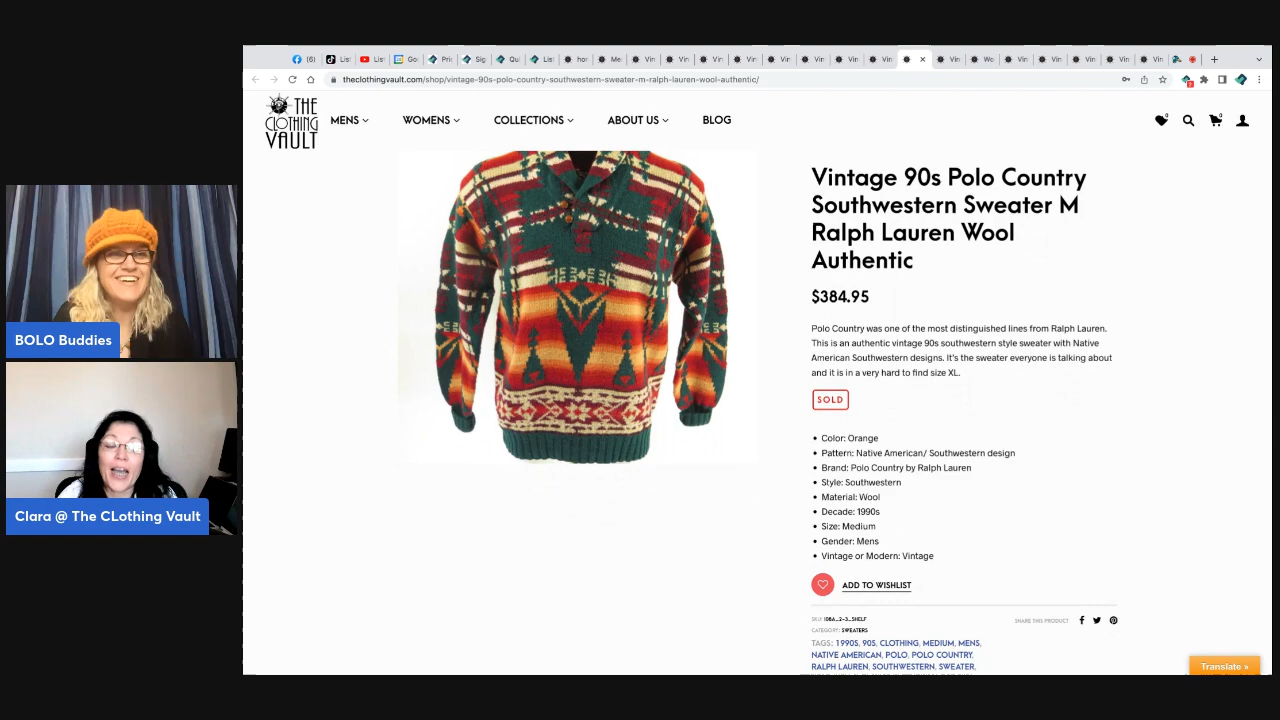 (6)
theclothingvault.com/shop/vintage-90s-polo-country-southwestern-sweater-m-ralph-lauren-wool-authentic/
THE
CLOTHING
VAULT
MENS
WOMENS
COLLECTIONS
ABOUT US
BLOG
Vintage 90s Polo Country
Southwestern Sweater M
Ralph Lauren Wool
Authentic
$384.95
Polo Country was one of the most distinguished lines from Ralph Lauren.
This is an authentic vintage 90s southwestern style sweater with Native
American Southwestern designs. It's the sweater everyone is talking about
and it is in a very hard to find size XL.
SOLD
• Color: Orange
• Pattern: Native American/ Southwestern design
• Brand: Polo Country by Ralph Lauren
• Style: Southwestern
• Material: Wool
• Decade: 1990s
• Size: Medium
• Gender: Mens
• Vintage or Modern: Vintage
ADD TO WISHLIST
CATEGORY: SWEATERS
SHARE THIS PRODUCT
TAGS: 1990S, 90S, CLOTHING, MEDIUM, MENS,
NATIVE AMERICAN, POLO, POLO COUNTRY,
RALPH LAUREN, SOUTHWESTERN, SWEATER,
Translate »
BOLO Buddies
Clara @ The CLothing Vault